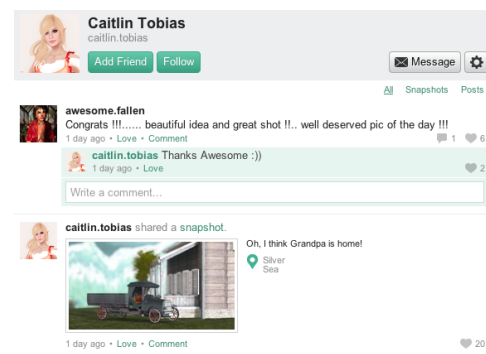 Caitlin Tobias
caitlin.tobias
Add Friend Follow Message
All Snapshots Posts
awesome.fallen
Congrats !!!...... beautiful idea and great shot !!.. well deserved pic of the day !!!
1 day ago • Love • Comment 1 6
caitlin.tobias Thanks Awesome :))
1 day ago • Love 2
Write a comment...
caitlin.tobias shared a snapshot.
Oh, I think Grandpa is home!
Silver
Sea
1 day ago • Love • Comment 20